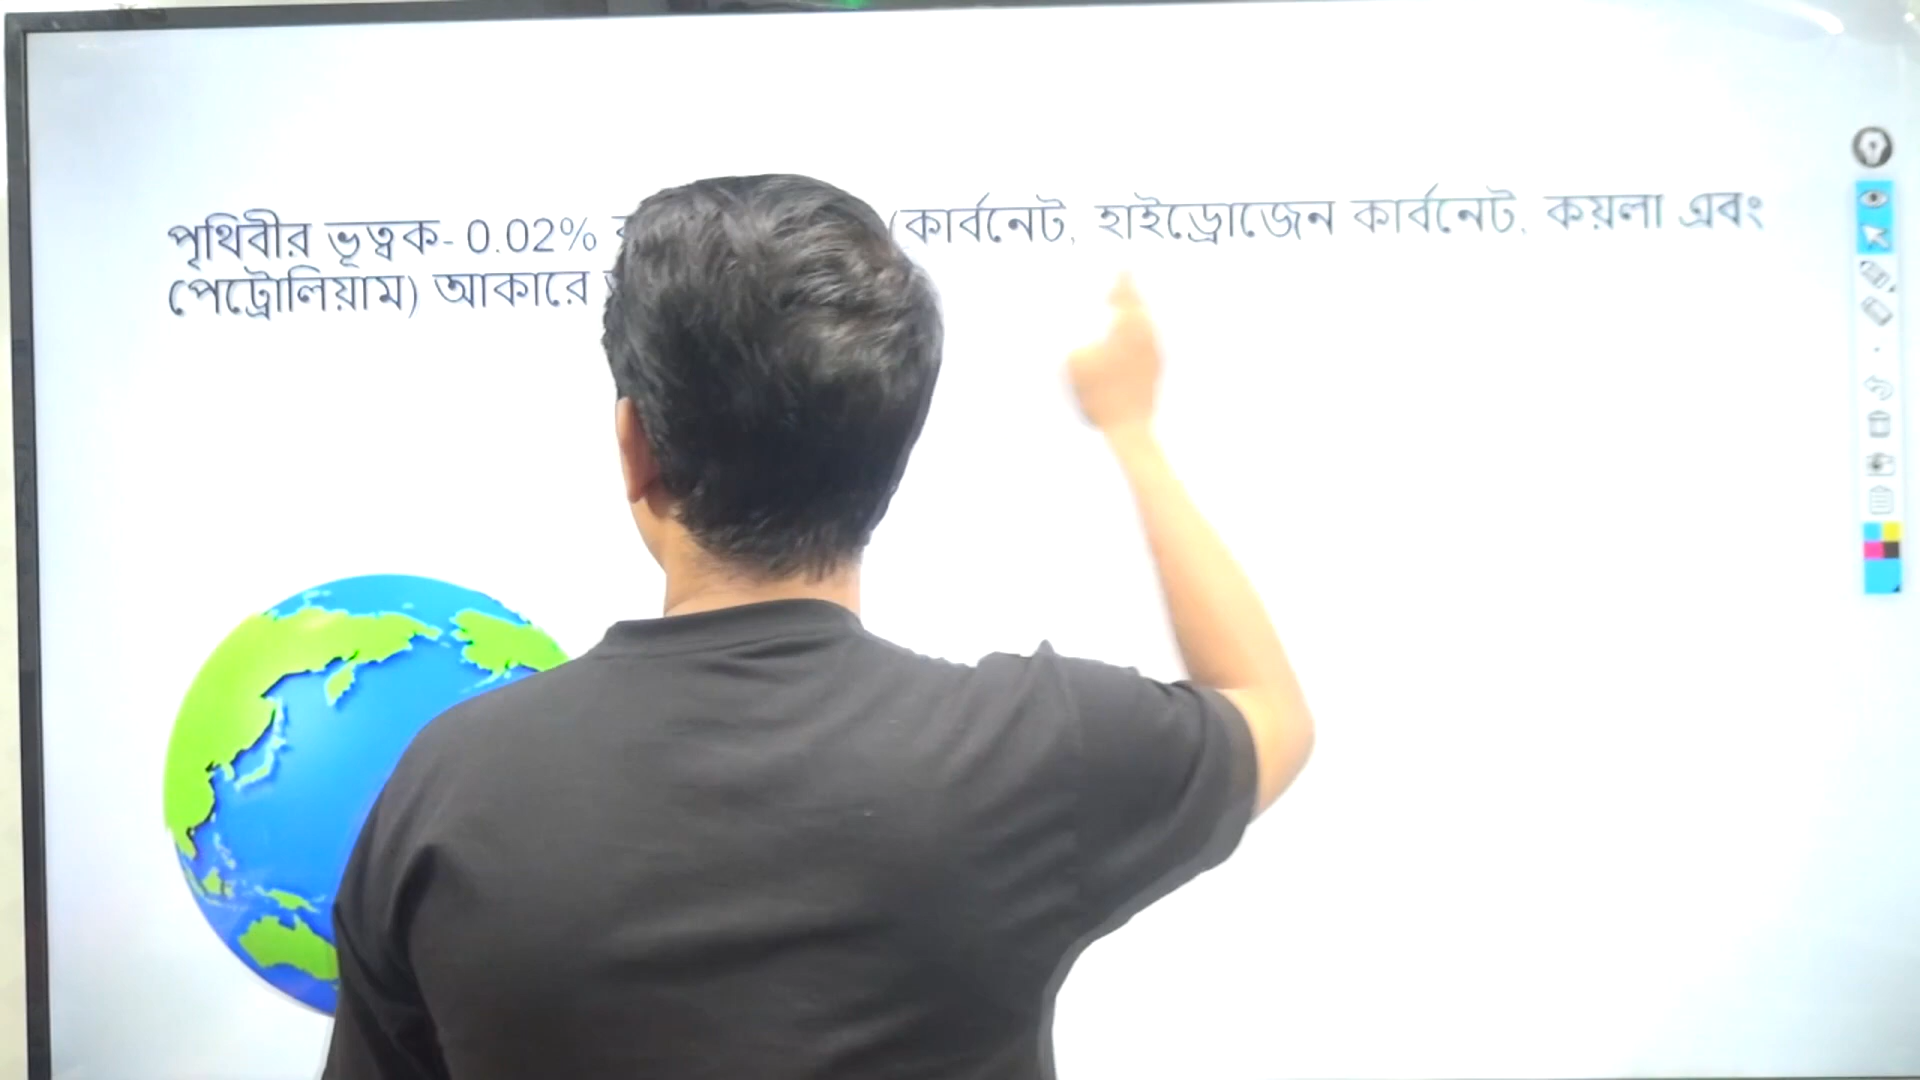 পৃথিবীর ভূত্বক- 0.02% (কার্বনেট, হাইড্রোজেন কার্বনেট, কয়লা এবং
পেট্রোলিয়াম) আকারে